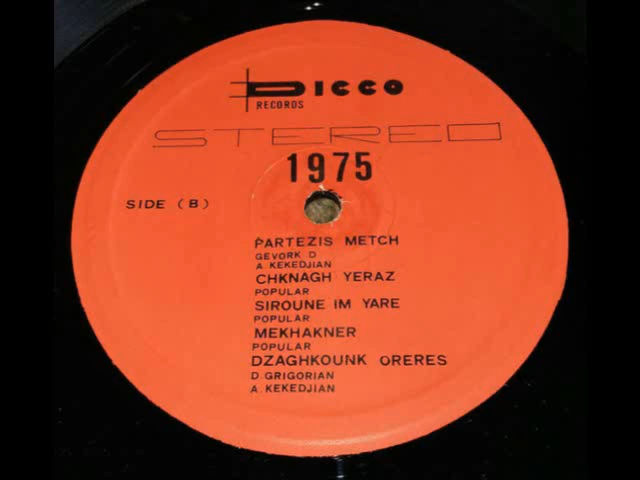 DICCO
RECORDS
STEREO
1975
SIDE (B)
PARTEZIS METCH
GEVORK D
A. KEKEDJIAN
CHKNAGH YERAZ
POPULAR
SIROUNE IM YARE
POPULAR
MEKHAKNER
POPULAR
DZAGHKOUNK ORERES
D. GRIGORIAN
A. KEKEDJIAN